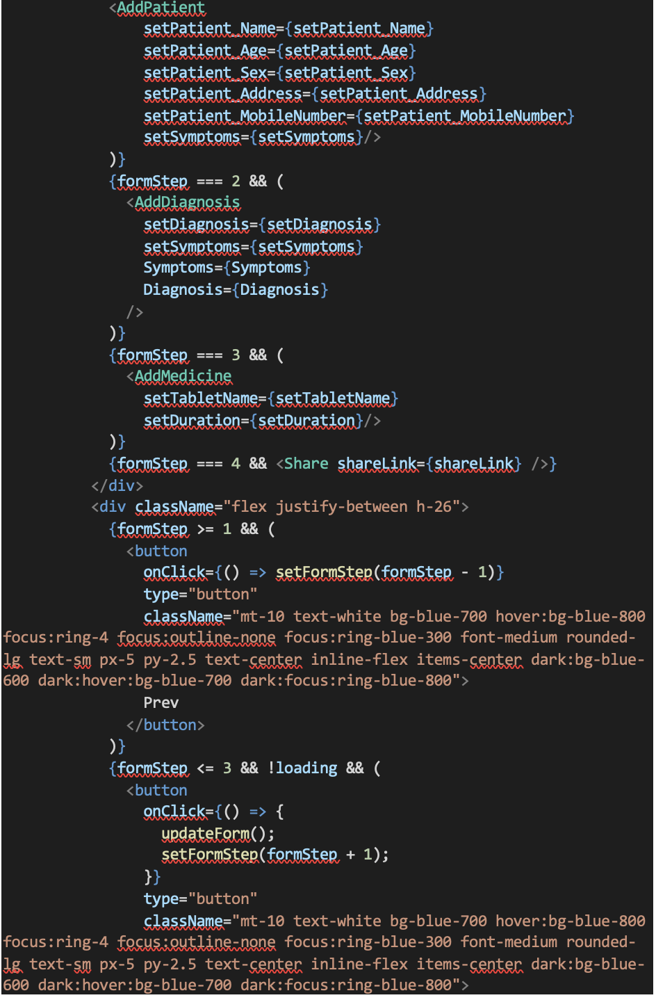 <AddPatient
setPatient_Name={setPatient_Name}
setPatient_Age={setPatient_Age}
setPatient_Sex={setPatient_Sex}
setPatient_Address={setPatient_Address}
setPatient_MobileNumber={setPatient_MobileNumber}
setSymptoms={setSymptoms}/>
)}
{formStep === 2 && (
<AddDiagnosis
setDiagnosis={setDiagnosis}
setSymptoms={setSymptoms}
Symptoms={Symptoms}
Diagnosis={Diagnosis}
/>
)}
{formStep === 3 && (
<AddMedicine
setTabletName={setTabletName}
setDuration={setDuration}/>
)}
{formStep === 4 && <Share shareLink={shareLink} />}
</div>
<div className="flex justify-between h-26">
{formStep >= 1 && (
<button
onClick={() => setFormStep(formStep - 1)}
type="button"
className="mt-10 text-white bg-blue-700 hover:bg-blue-800
focus:ring-4 focus:outline-none focus:ring-blue-300 font-medium rounded-
lg text-sm px-5 py-2.5 text-center inline-flex items-center dark:bg-blue-
600 dark:hover:bg-blue-700 dark:focus:ring-blue-800">
Prev
</button>
)}
{formStep <= 3 && !loading && (
<button
onClick={() => {
updateForm();
setFormStep(formStep + 1);
}}
type="button"
className="mt-10 text-white bg-blue-700 hover:bg-blue-800
focus:ring-4 focus:outline-none focus:ring-blue-300 font-medium rounded-
lg text-sm px-5 py-2.5 text-center inline-flex items-center dark:bg-blue-
600 dark:hover:bg-blue-700 dark:focus:ring-blue-800">